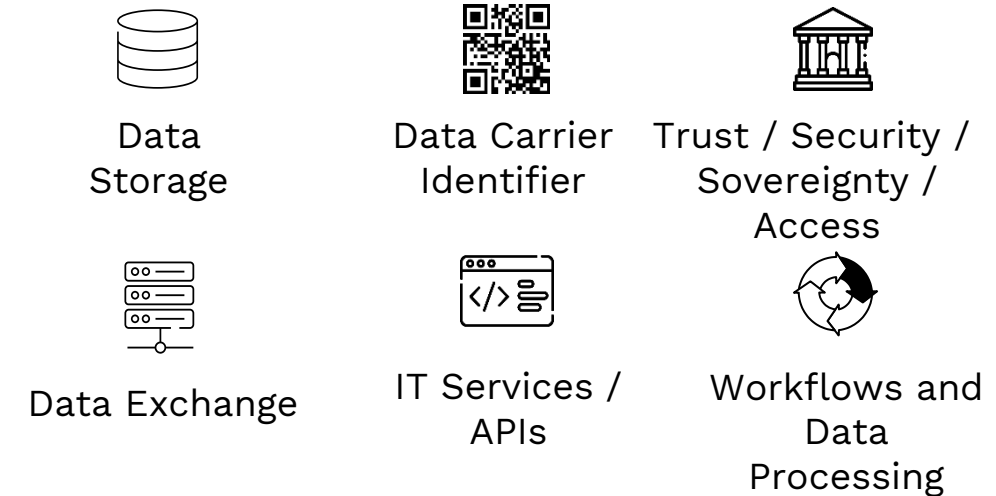 Data
Storage
Data Carrier
Identifier
Trust / Security /
Sovereignty /
Access
Data Exchange
</>
IT Services /
APIs
Workflows and
Data
Processing